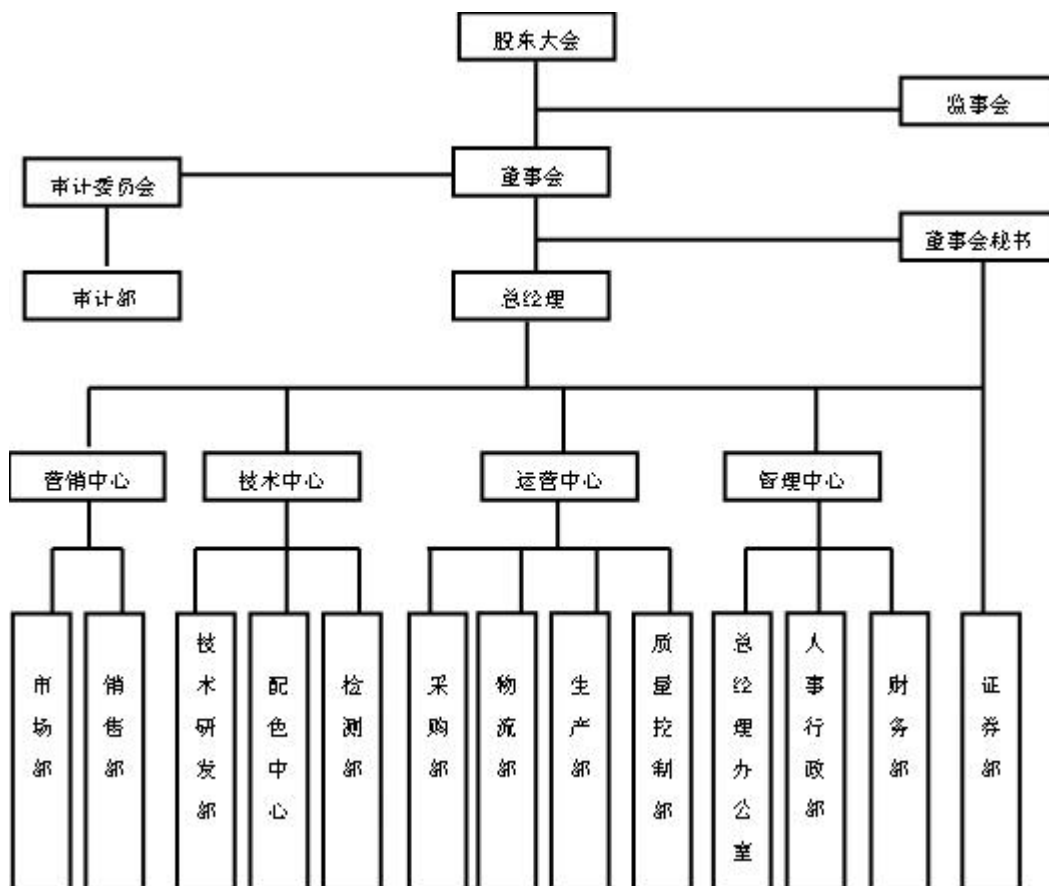 股东大会
监事会
董事会
审计委员会
董事会秘书
审计部
总经理
营销中心
技术中心
运营中心
管理中心
市场部
销售部
技术研发部
配色中心
检测部
采购部
物流部
生产部
质量控制部
总经理办公室
人事行政部
财务部
证券部